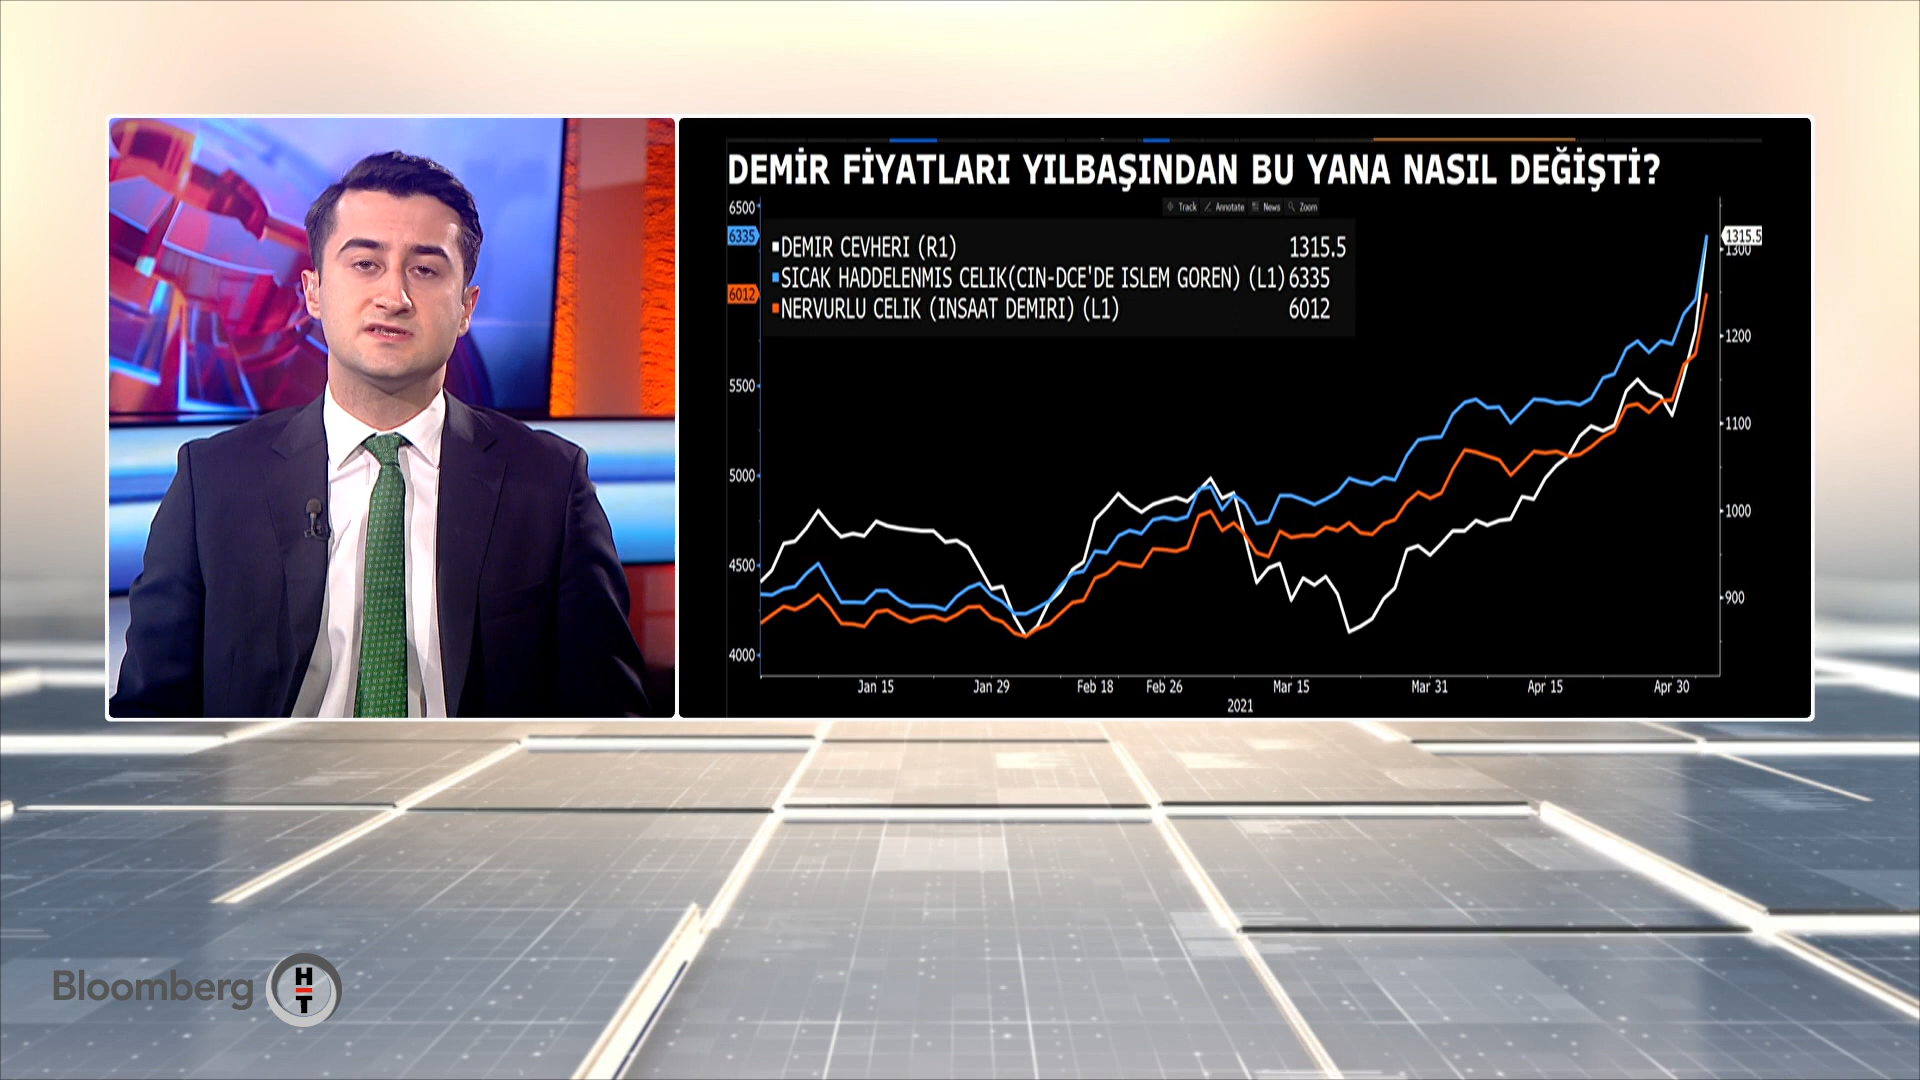 DEMİR FİYATLARI YILBAŞINDAN BU YANA NASIL DEĞİŞTİ?
Track Annotate News Zoom
DEMIR CEVHERI (R1) 1315.5
SICAK HADDELENMIS CELIK(CIN-DCE'DE ISLEM GOREN) (L1) 6335
NERVURLU CELIK (INSAAT DEMIRI) (L1) 6012
6500
6335
6012
5500
5000
4500
4000
1315.5
1300
1200
1100
1000
900
Jan 15 Jan 29 Feb 18 Feb 26 Mar 15 Mar 31 Apr 15 Apr 30
2021
Bloomberg HT